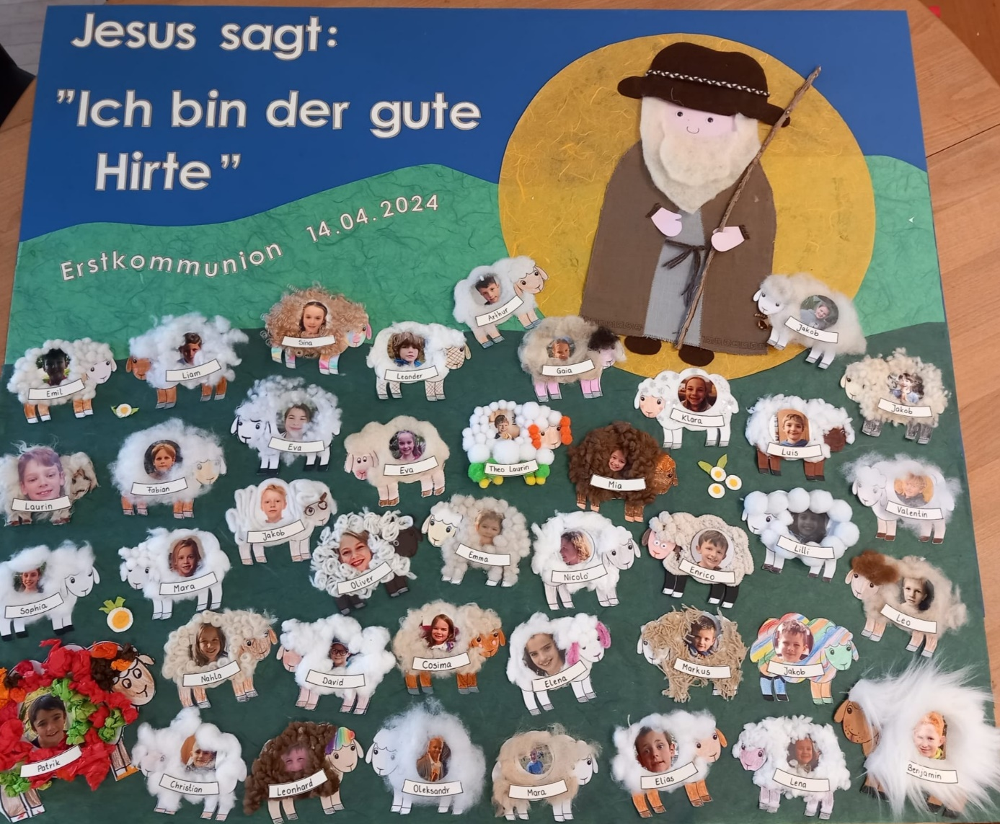 Jesus sagt:
"Ich bin der gute
Hirte"
Erstkommunion 14.04.2024
Arthur
Jakob
Sina
Leander
Gaia
Emil
Liam
Klara
Jakob
Eva
Eva
Theo Laurin
Mia
Luis
Laurin
Fabian
Jakob
Valentin
Oliver
Emma
Nicolò
Enrico
Lilli
Sophia
Mara
Leo
Nahla
David
Cosima
Elena
Markus
Jakob
Patrik
Christian
Leonhard
Oleksandr
Mara
Elias
Lena
Benjamin